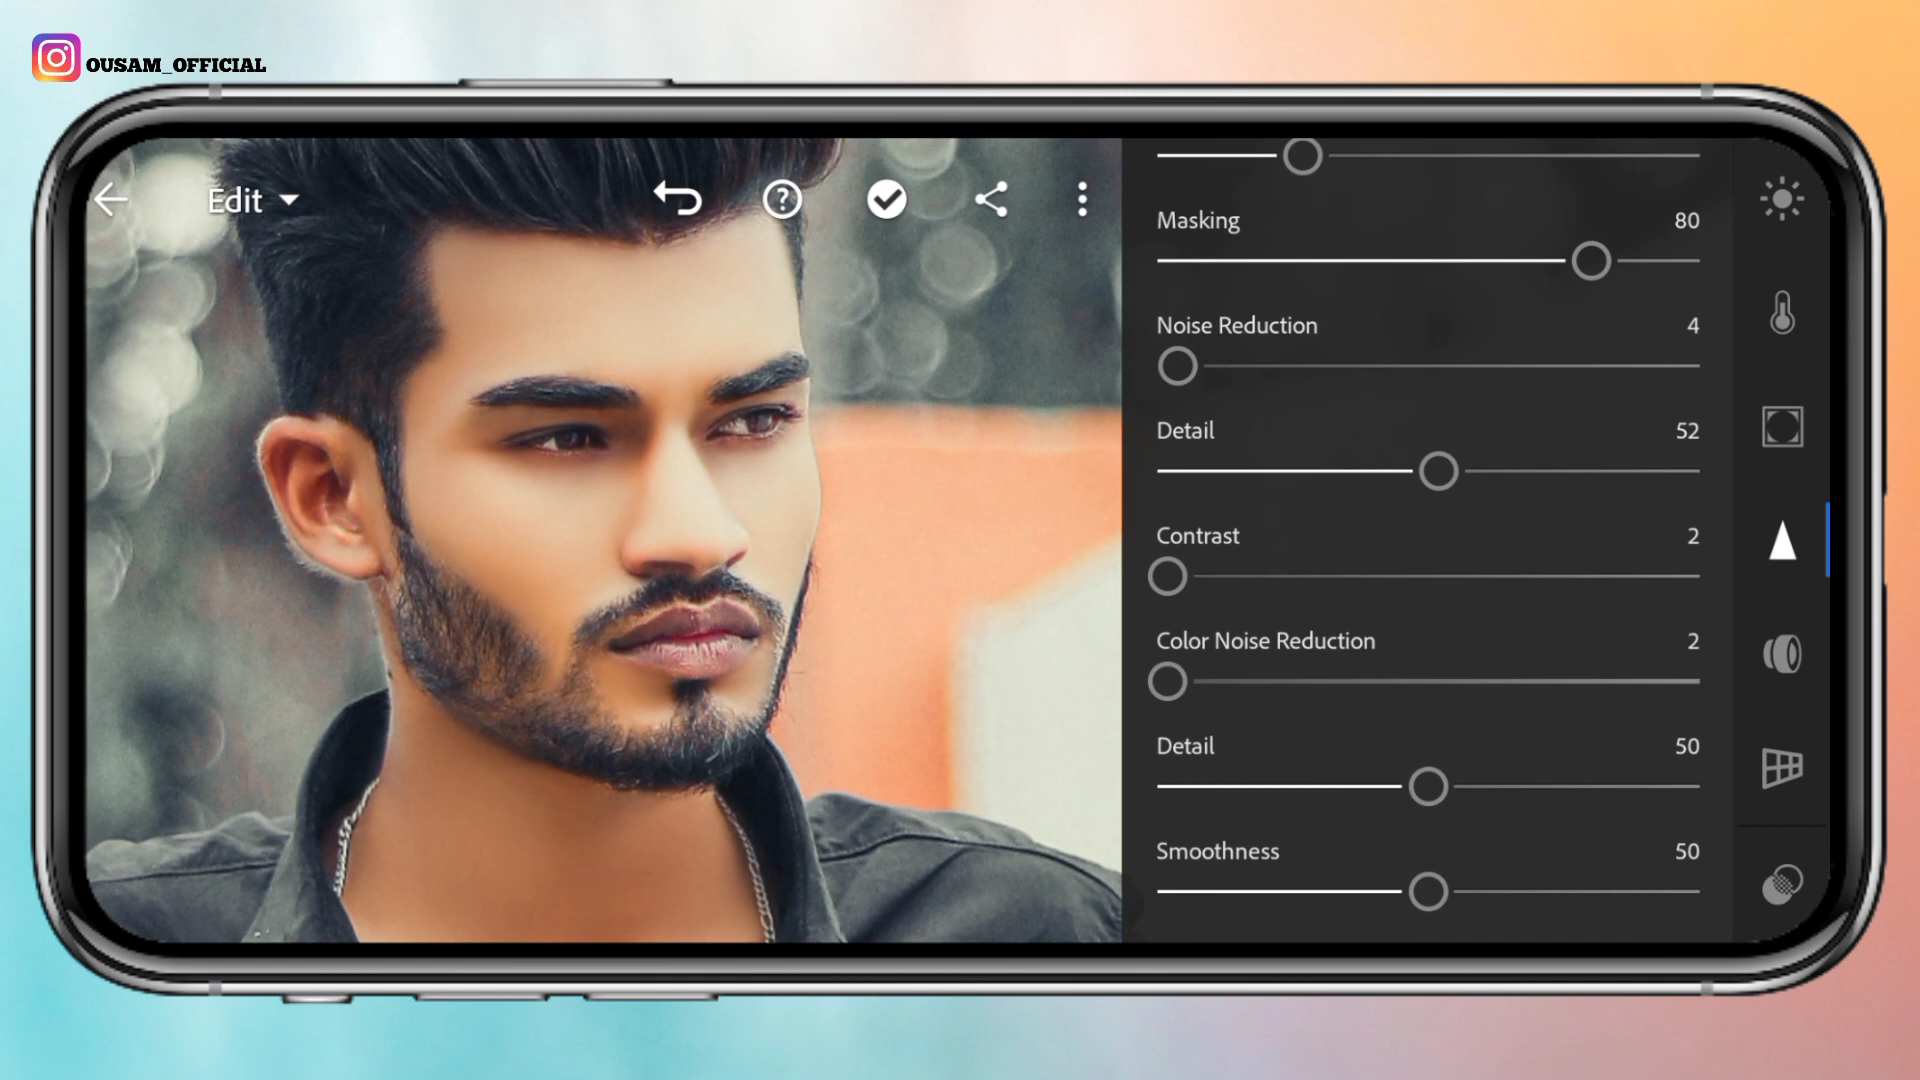 OUSAM_OFFICIAL
Edit
Masking 80
Noise Reduction 4
Detail 52
Contrast 2
Color Noise Reduction 2
Detail 50
Smoothness 50